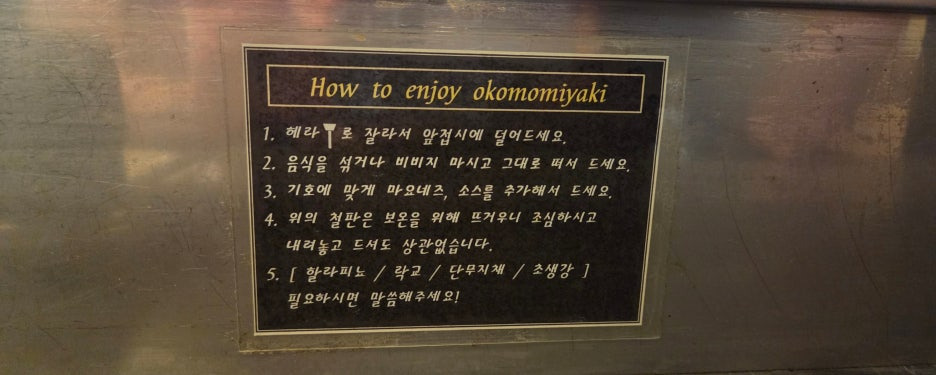 How to enjoy okomomiyaki
1. 헤라로 잘라서 앞접시에 덜어드세요.
2. 음식을 섞거나 비비지 마시고 그대로 떠서 드세요.
3. 기호에 맞게 마요네즈, 소스를 추가해서 드세요.
4. 위의 철판은 보온을 위해 뜨거우니 조심하시고
내려놓고 드셔도 상관없습니다.
5. [ 할라피뇨 / 락교 / 단무지채 / 초생강 ]
필요하시면 말씀해주세요!